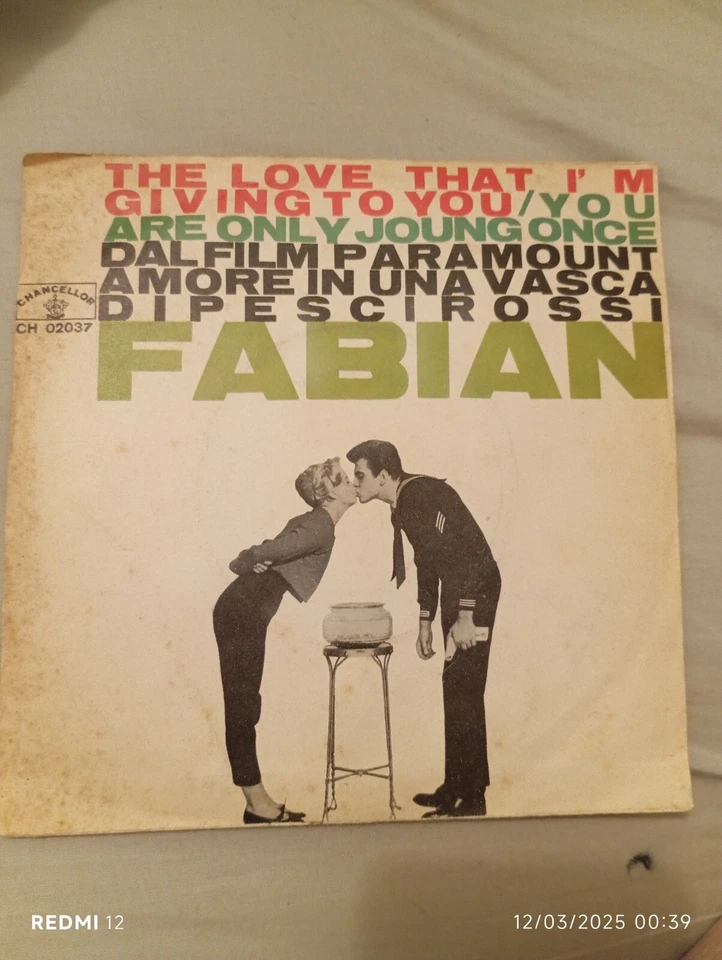 THE LOVE THAT I' M
GIVING TO YOU/YOU
ARE ONLY JOUNG ONCE
DAL FILM PARAMOUNT
AMORE IN UNA VASCA
DI PESCI ROSSI
CHANCELLOR
CH 02037
FABIAN
REDMI 12
12/03/2025 00:39